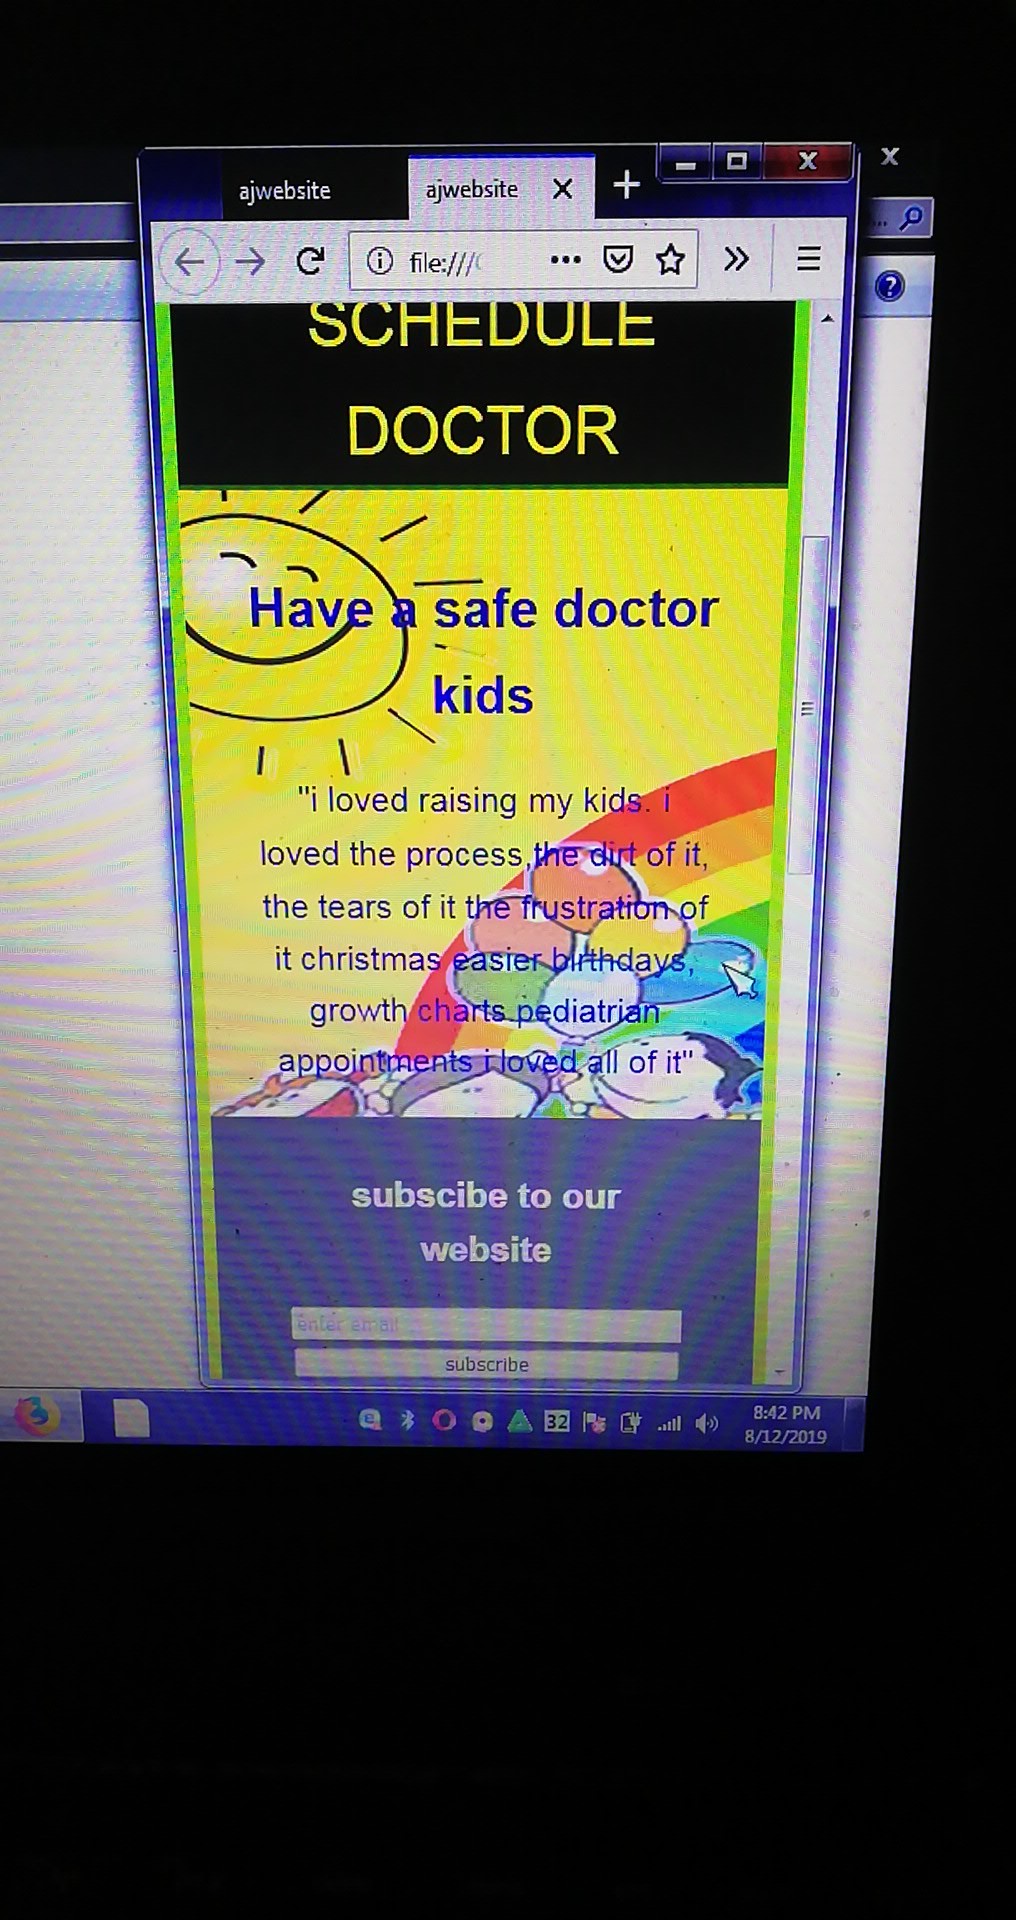 ajwebsite
ajwebsite
file:///
SCHEDULE
DOCTOR
Have a safe doctor
kids
"i loved raising my kids. i
loved the process,the dirt of it,
the tears of it the frustration of
it christmas easier birthdays,
growth charts pediatrian
appointments i loved all of it"
subscibe to our
website
enter email
subscribe
32
8:42 PM
8/12/2019